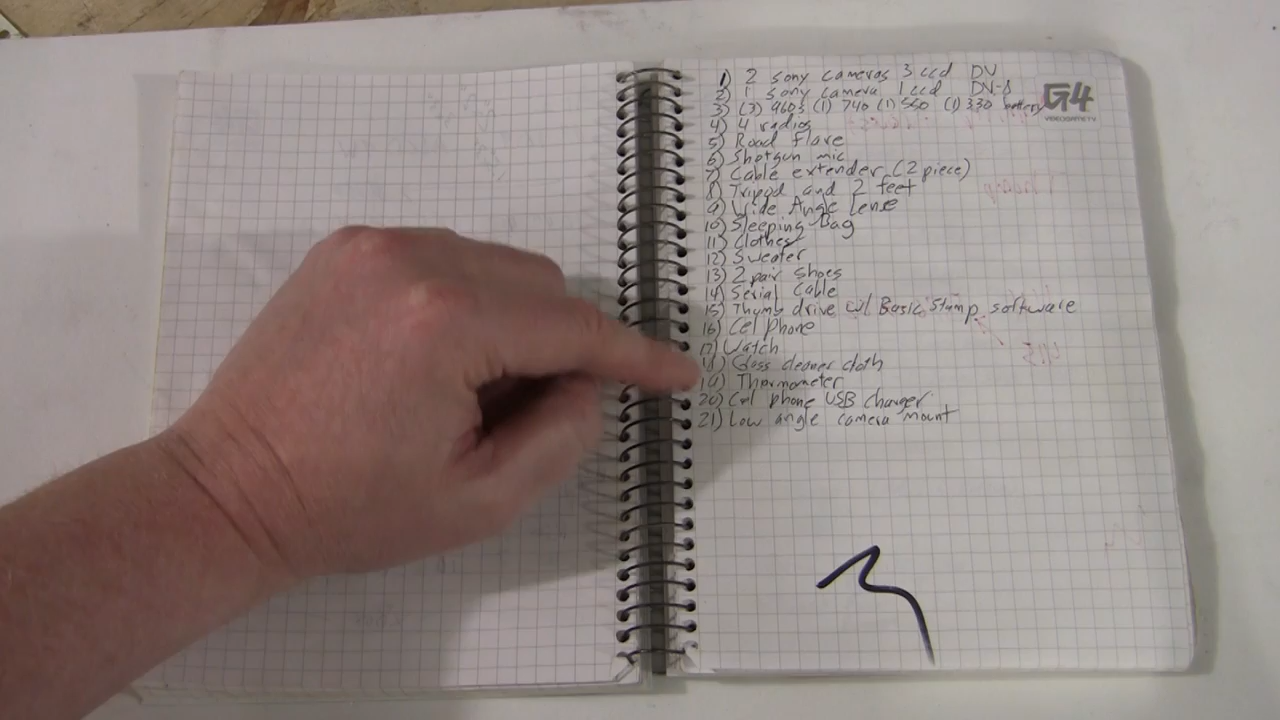 1) 2 Sony cameras 3 ccd DV
2) 1 Sony camera 1 ccd DV-8
3) (3) 960s (1) 740 (1) 550 (1) 330 battery
4) 4 radios
5) Road flare
6) Shotgun mic
7) Cable extender (2 piece)
8) Tripod and 2 feet
9) Wide Angle lense
10) Sleeping bag
11) Clothes
12) Sweater
13) 2 pair shoes
14) Serial Cable
15) Thumb drive w/ Basic Stamp software
16) Cel Phone
17) Watch
18) Glass cleaner cloth
19) Thermometer
20) Cel phone USB charger
21) Low angle camera mount
G4
VIDEOGAMETV